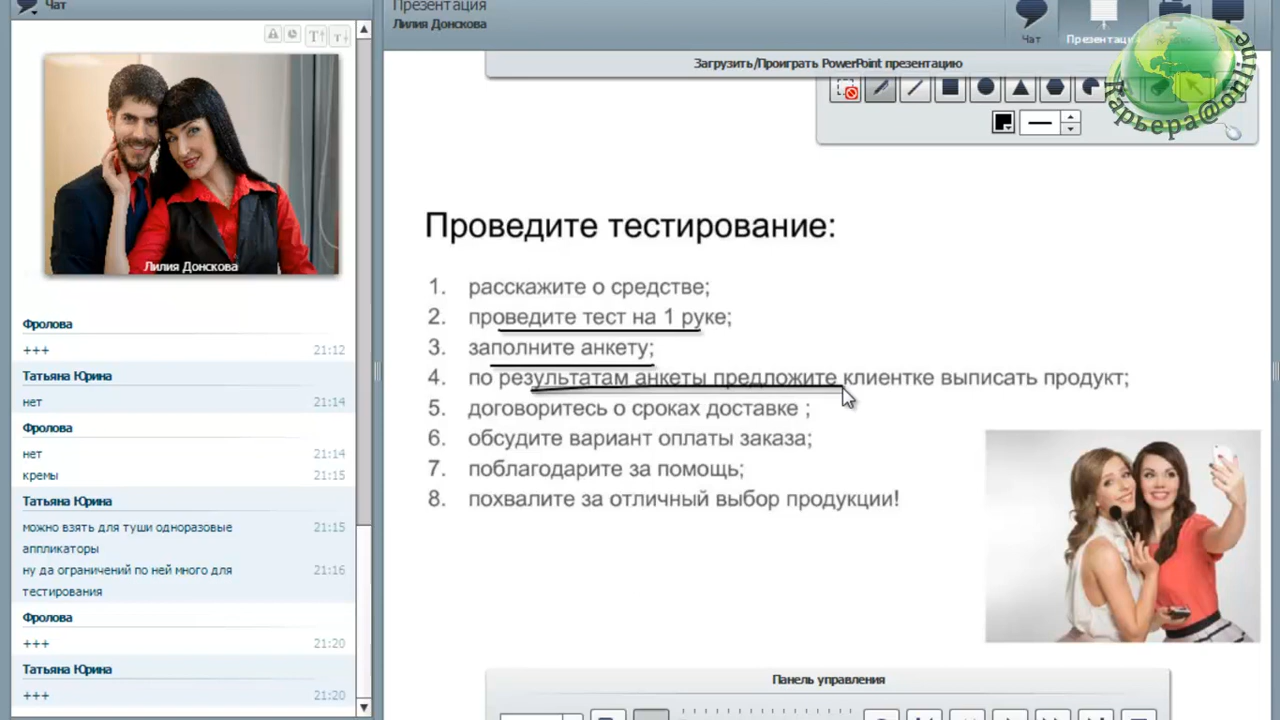 Чат
Лилия Донскова
Фролова
+++ 21:12
Татьяна Юрина
нет 21:14
Фролова
нет 21:14
кремы 21:15
Татьяна Юрина
можно взять для туши одноразовые 21:15
аппликаторы
ну да ограничений по ней много для 21:16
тестирования
Фролова
+++ 21:20
Татьяна Юрина
+++ 21:20
Презентация
Лилия Донскова
Чат
Презентация
Карьера@online
Загрузить/Проиграть PowerPoint презентацию
Проведите тестирование:
1. расскажите о средстве;
2. проведите тест на 1 руке;
3. заполните анкету;
4. по результатам анкеты предложите клиентке выписать продукт;
5. договоритесь о сроках доставке ;
6. обсудите вариант оплаты заказа;
7. поблагодарите за помощь;
8. похвалите за отличный выбор продукции!
Панель управления